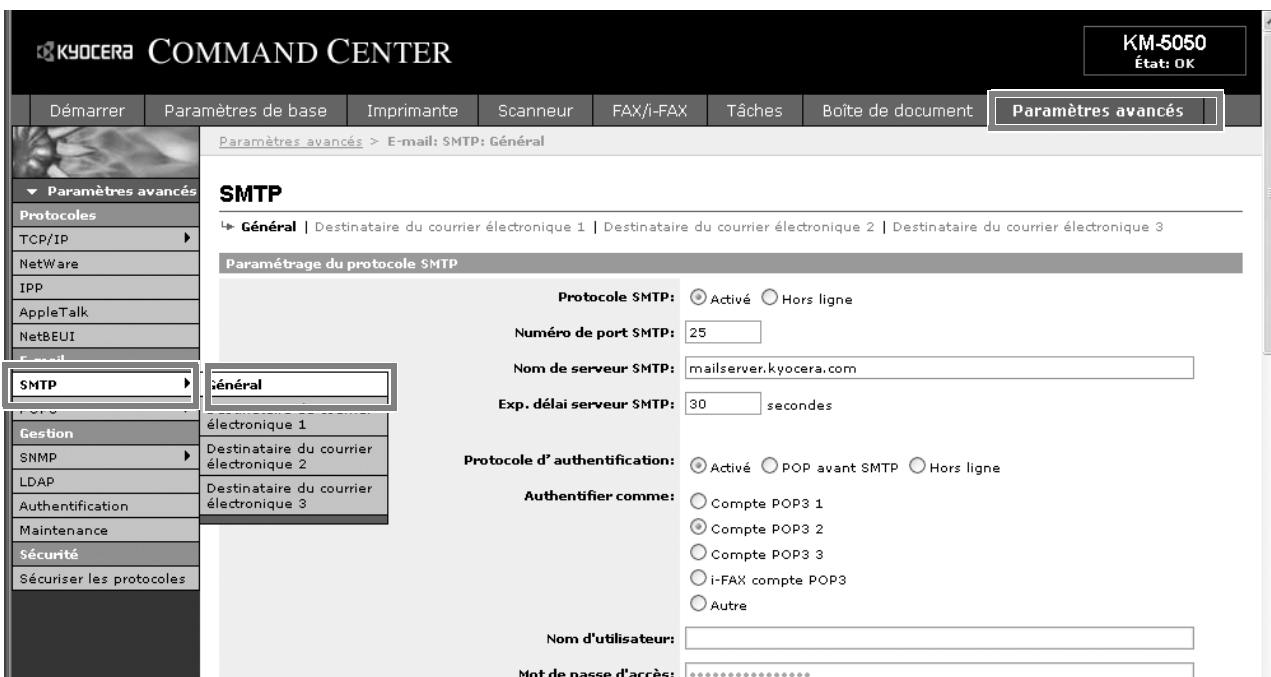 KYOCERA COMMAND CENTER
KM-5050
État: OK
Démarrer Paramètres de base Imprimante Scanneur FAX/i-FAX Tâches Boîte de document Paramètres avancés
Paramètres avancés > E-mail: SMTP: Général
Paramètres avancés
Protocoles
TCP/IP
NetWare
IPP
AppleTalk
NetBEUI
E-mail
SMTP
Général
Destinataire du courrier
électronique 1
Destinataire du courrier
électronique 2
Destinataire du courrier
électronique 3
POP3
Gestion
SNMP
LDAP
Authentification
Maintenance
Sécurité
Sécuriser les protocoles
SMTP
Général | Destinataire du courrier électronique 1 | Destinataire du courrier électronique 2 | Destinataire du courrier électronique 3
Paramétrage du protocole SMTP
Protocole SMTP: Activé Hors ligne
Numéro de port SMTP: 25
Nom de serveur SMTP: mailserver.kyocera.com
Exp. délai serveur SMTP: 30 secondes
Protocole d'authentification: Activé POP avant SMTP Hors ligne
Authentifier comme: Compte POP3 1
Compte POP3 2
Compte POP3 3
i-FAX compte POP3
Autre
Nom d'utilisateur:
Mot de passe d'accès: ••••••••••••••••